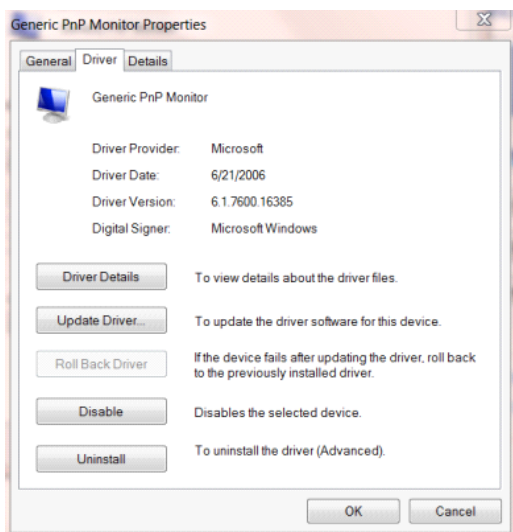 Generic PnP Monitor Properties
General Driver Details
Generic PnP Monitor
Driver Provider: Microsoft
Driver Date: 6/21/2006
Driver Version: 6.1.7600.16385
Digital Signer: Microsoft Windows
Driver Details To view details about the driver files.
Update Driver... To update the driver software for this device.
Roll Back Driver If the device fails after updating the driver, roll back
to the previously installed driver.
Disable Disables the selected device.
Uninstall To uninstall the driver (Advanced).
OK Cancel